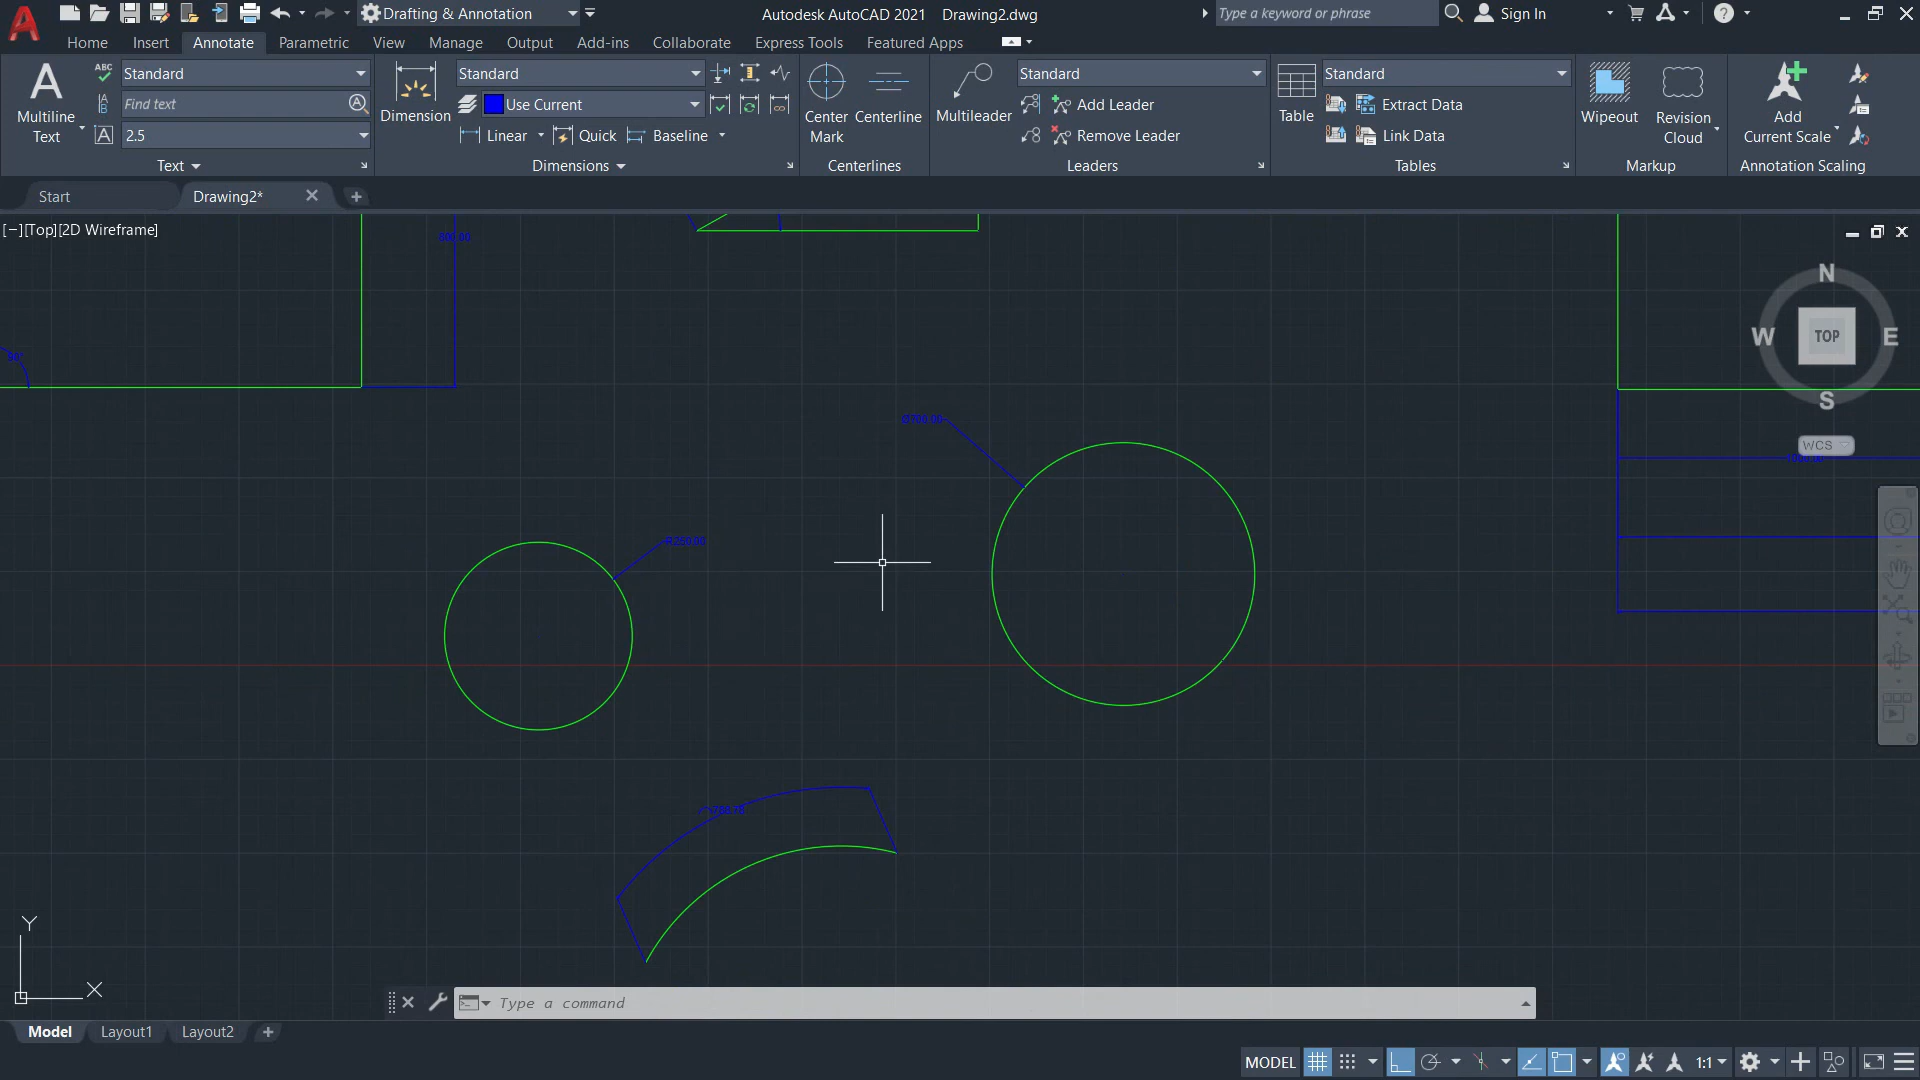 Drafting & Annotation
Autodesk AutoCAD 2021 Drawing2.dwg
Type a keyword or phrase
Sign In
Home Insert Annotate Parametric View Manage Output Add-ins Collaborate Express Tools Featured Apps
Multiline
Text
ABC
Standard
Find text
2.5
Text
Dimension
Standard
Use Current
Linear Quick Baseline
Dimensions
Center
Mark
Centerline
Centerlines
Multileader
Standard
Add Leader
Remove Leader
Leaders
Table
Standard
Extract Data
Link Data
Tables
Wipeout
Revision
Cloud
Markup
Add
Current Scale
Annotation Scaling
Start Drawing2*
[−][Top][2D Wireframe]
N
W TOP E
S
WCS
Y
X
Type a command
Model Layout1 Layout2
MODEL 1:1